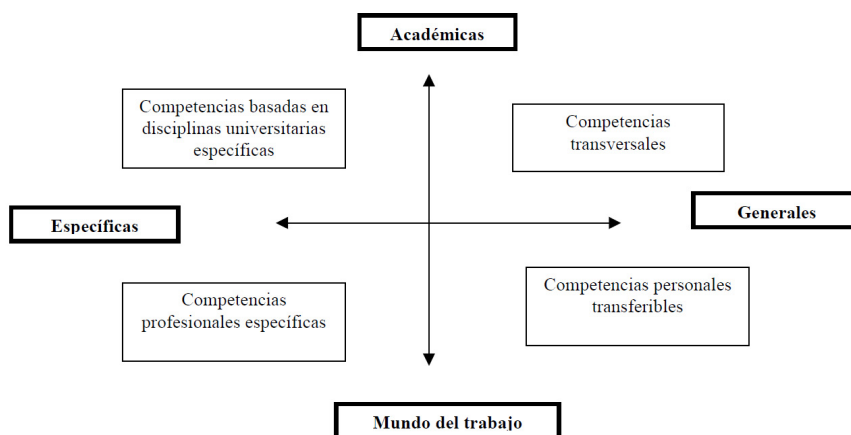 Académicas
Competencias basadas en
disciplinas universitarias
específicas
Competencias
transversales
Específicas
Generales
Competencias
profesionales específicas
Competencias personales
transferibles
Mundo del trabajo